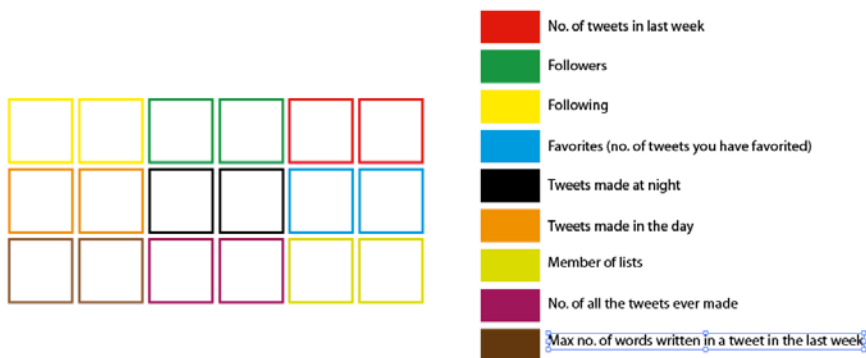 No. of tweets in last week
Followers
Following
Favorites (no. of tweets you have favorited)
Tweets made at night
Tweets made in the day
Member of lists
No. of all the tweets ever made
Max no. of words written in a tweet in the last week